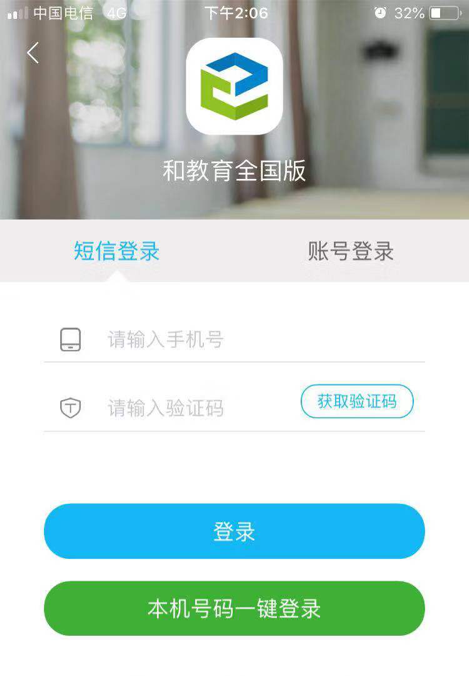 中国电信 4G 下午2:06 32%
和教育全国版
短信登录 账号登录
请输入手机号
请输入验证码 获取验证码
登录
本机号码一键登录